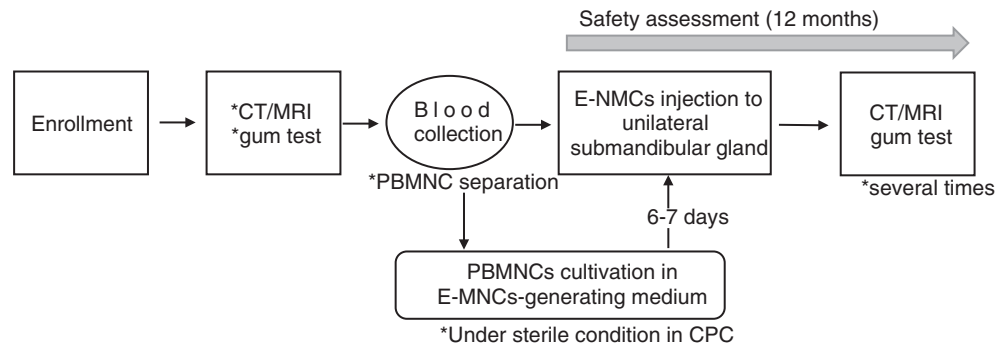 Safety assessment (12 months)
Enrollment
*CT/MRI
*gum test
Blood
collection
*PBMNC separation
E-NMCs injection to
unilateral
submandibular gland
CT/MRI
gum test
*several times
6-7 days
PBMNCs cultivation in
E-MNCs-generating medium
*Under sterile condition in CPC